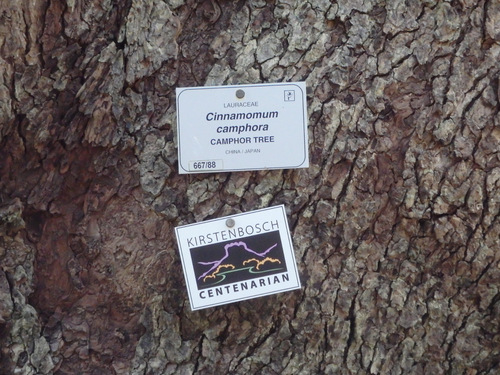 LAURACEAE
Cinnamomum
camphora
CAMPHOR TREE
CHINA / JAPAN
667/88
KIRSTENBOSCH
CENTENARIAN